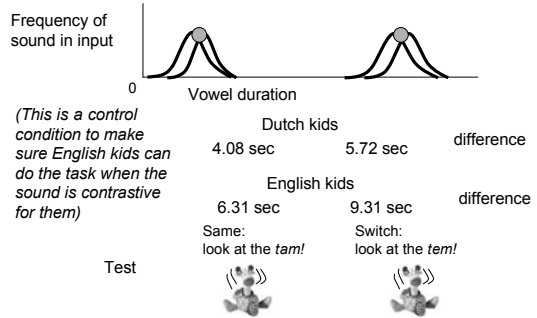 Frequency of
sound in input
0
Vowel duration
(This is a control
condition to make
sure English kids can
do the task when the
sound is contrastive
for them)
Dutch kids
4.08 sec 5.72 sec difference
English kids
6.31 sec 9.31 sec difference
Same: Switch:
look at the tam! look at the tem!
Test